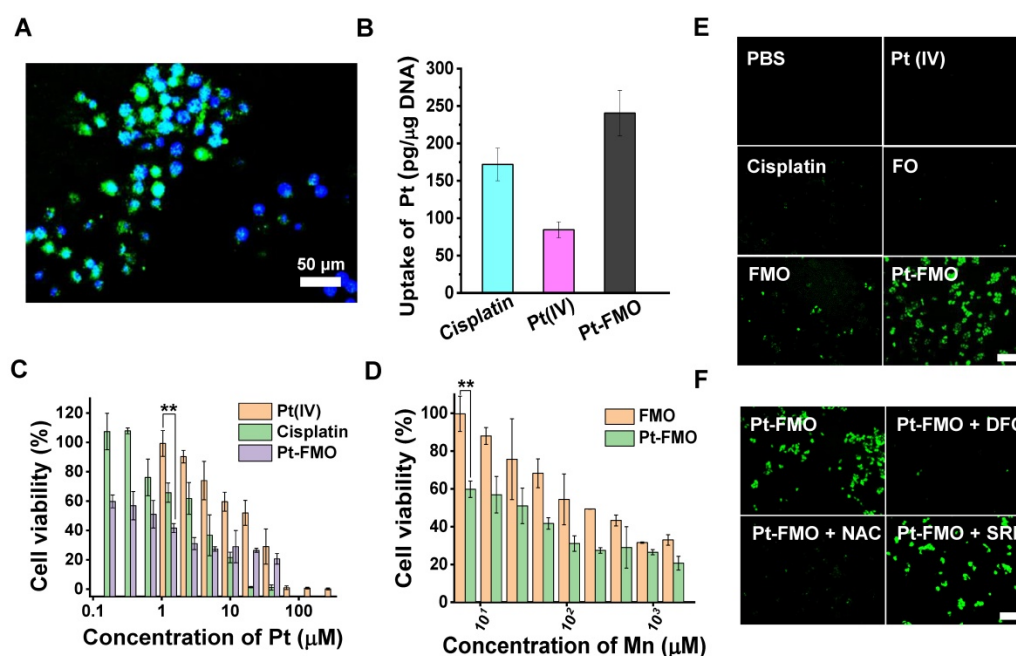 A
50 μm
B
Uptake of Pt (pg/μg DNA)
300
250
200
150
100
50
0
Cisplatin
Pt(IV)
Pt-FMO
C
Cell viability (%)
120
100
80
60
40
20
0
**
Pt(IV)
Cisplatin
Pt-FMO
0.1
1
10
100
Concentration of Pt (μM)
D
Cell viability (%)
100
80
60
40
20
0
**
FMO
Pt-FMO
10¹
10²
10³
Concentration of Mn (μM)
E
PBS
Pt (IV)
Cisplatin
FO
FMO
Pt-FMO
F
Pt-FMO
Pt-FMO + DFO
Pt-FMO + NAC